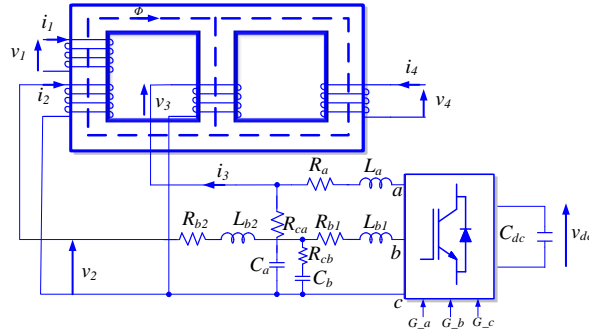 Φ
i1
v1
i2
v3
i4
v4
i3
Ra
La
a
Rb2
Lb2
Rca
Rb1
Lb1
b
Cdc
vdc
v2
Ca
Rcb
Cb
c
G_a
G_b
G_c